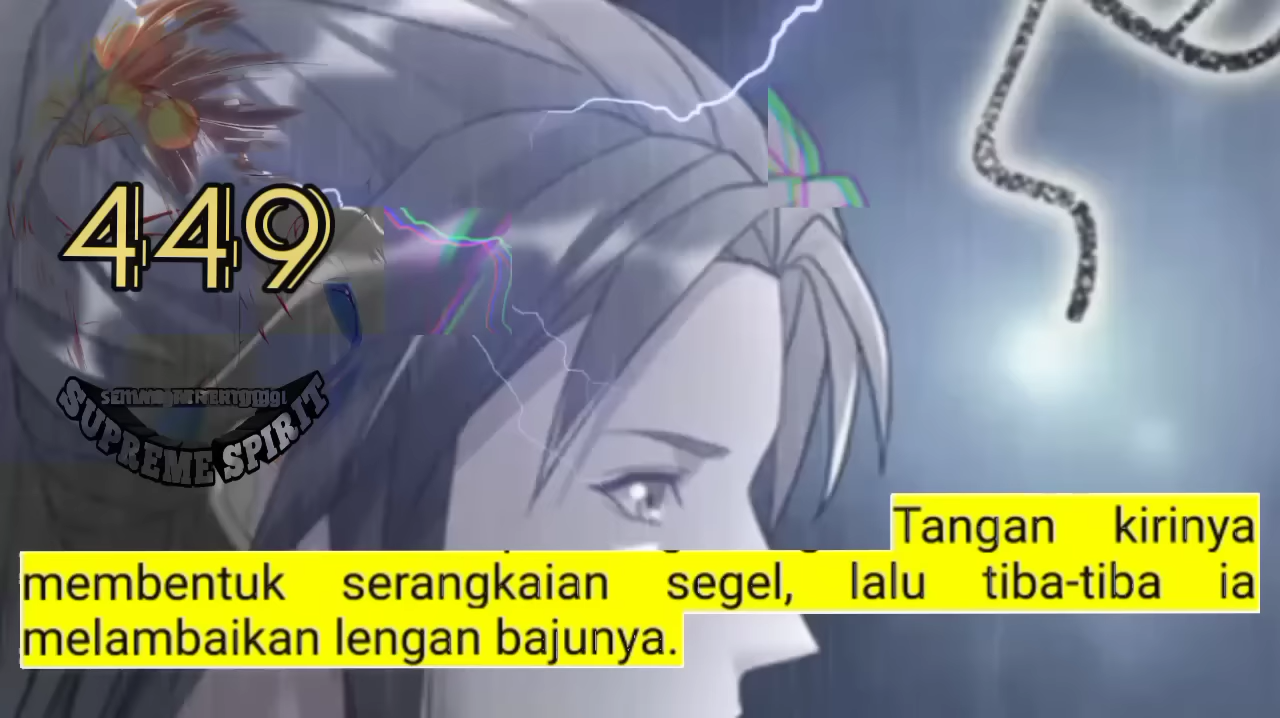 449
SUPREME SPIRIT
Tangan kirinya
membentuk serangkaian segel, lalu tiba-tiba ia
melambaikan lengan bajunya.